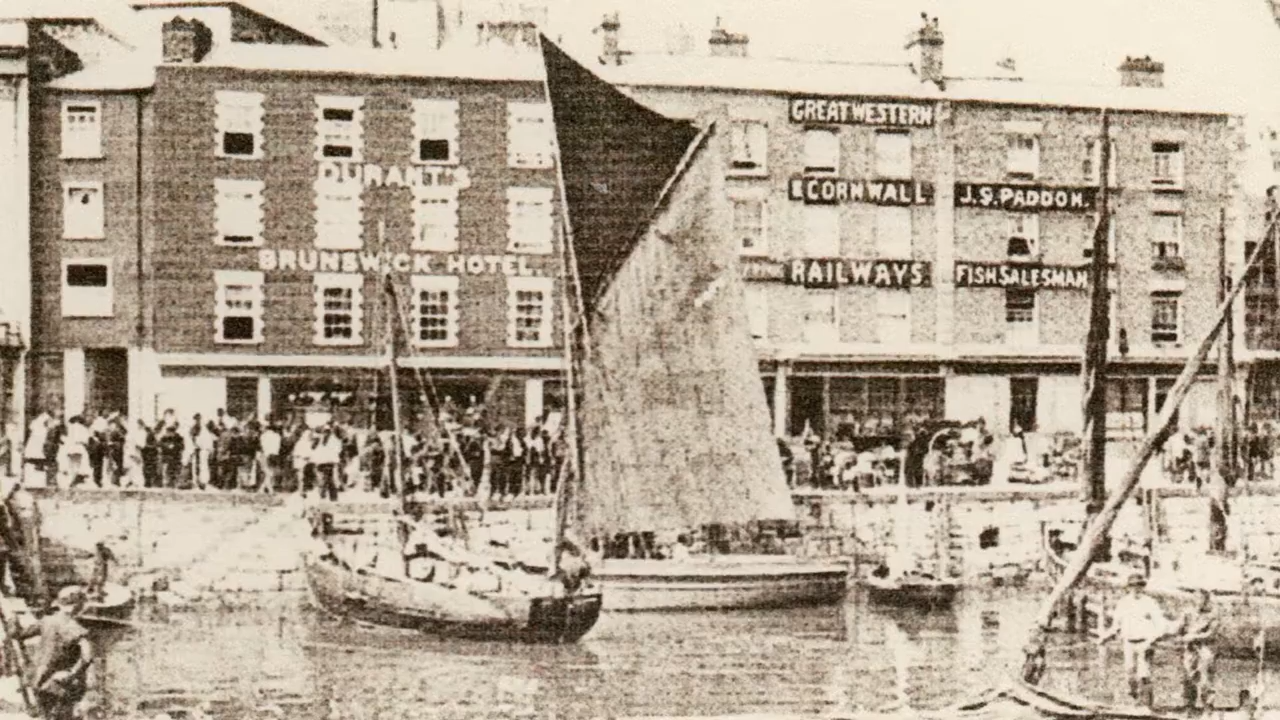 DURANT'S
BRUNSWICK HOTEL.
GREAT WESTERN
& CORNWALL
RAILWAYS.
J.S. PADDON.
FISH SALESMAN